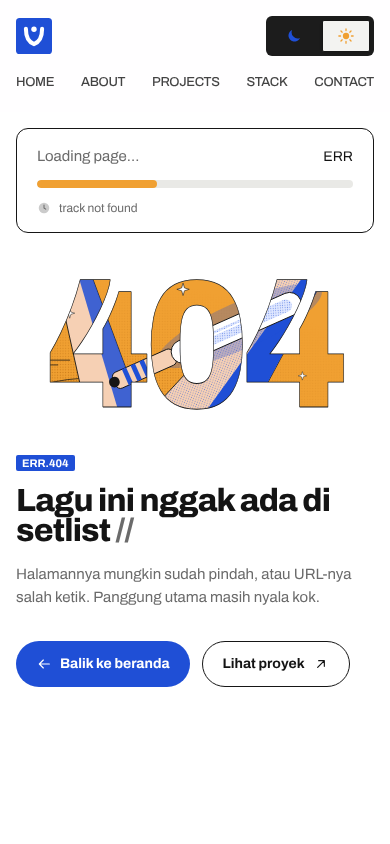 HOME ABOUT PROJECTS STACK CONTACT
Loading page... ERR
track not found
404
ERR.404
Lagu ini nggak ada di
setlist //
Halamannya mungkin sudah pindah, atau URL-nya
salah ketik. Panggung utama masih nyala kok.
Balik ke beranda Lihat proyek